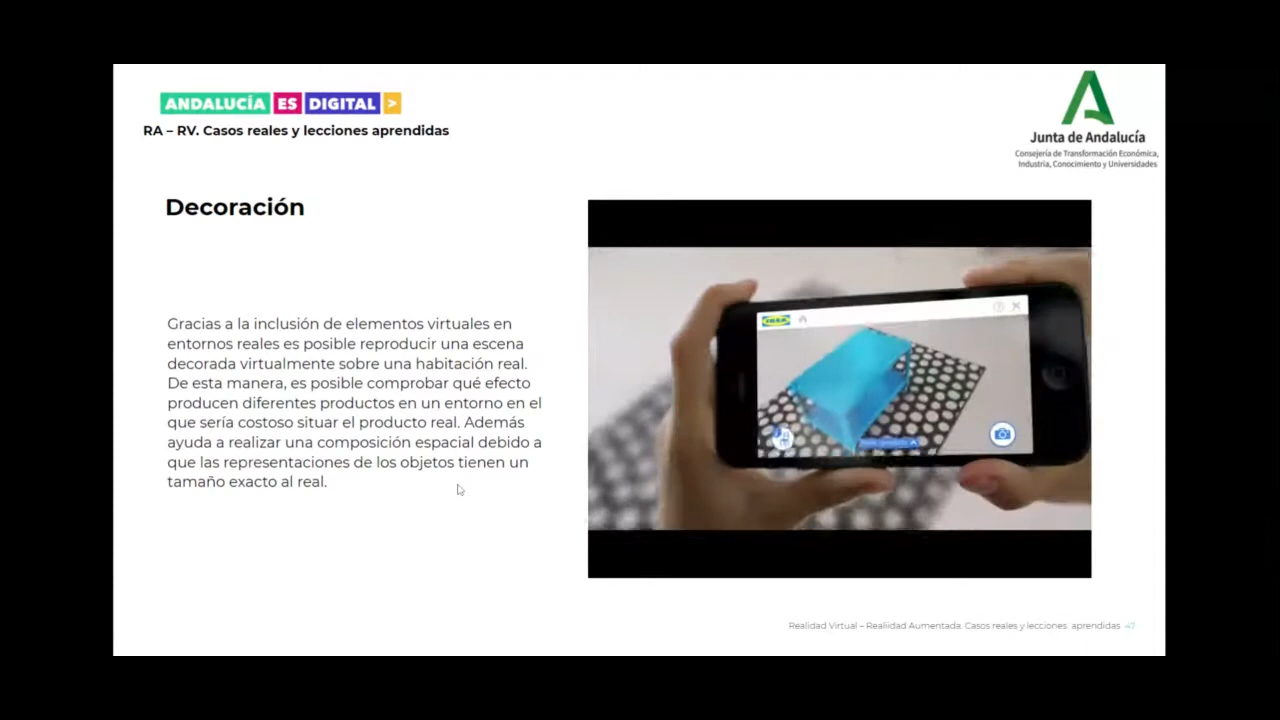 ANDALUCÍA ES DIGITAL >
RA – RV. Casos reales y lecciones aprendidas
Junta de Andalucía
Consejería de Transformación Económica,
Industria, Conocimiento y Universidades
Decoración
Gracias a la inclusión de elementos virtuales en
entornos reales es posible reproducir una escena
decorada virtualmente sobre una habitación real.
De esta manera, es posible comprobar qué efecto
producen diferentes productos en un entorno en el
que sería costoso situar el producto real. Además
ayuda a realizar una composición espacial debido a
que las representaciones de los objetos tienen un
tamaño exacto al real.
IKEA
Realidad Virtual – Realiidad Aumentada. Casos reales y lecciones aprendidas 47